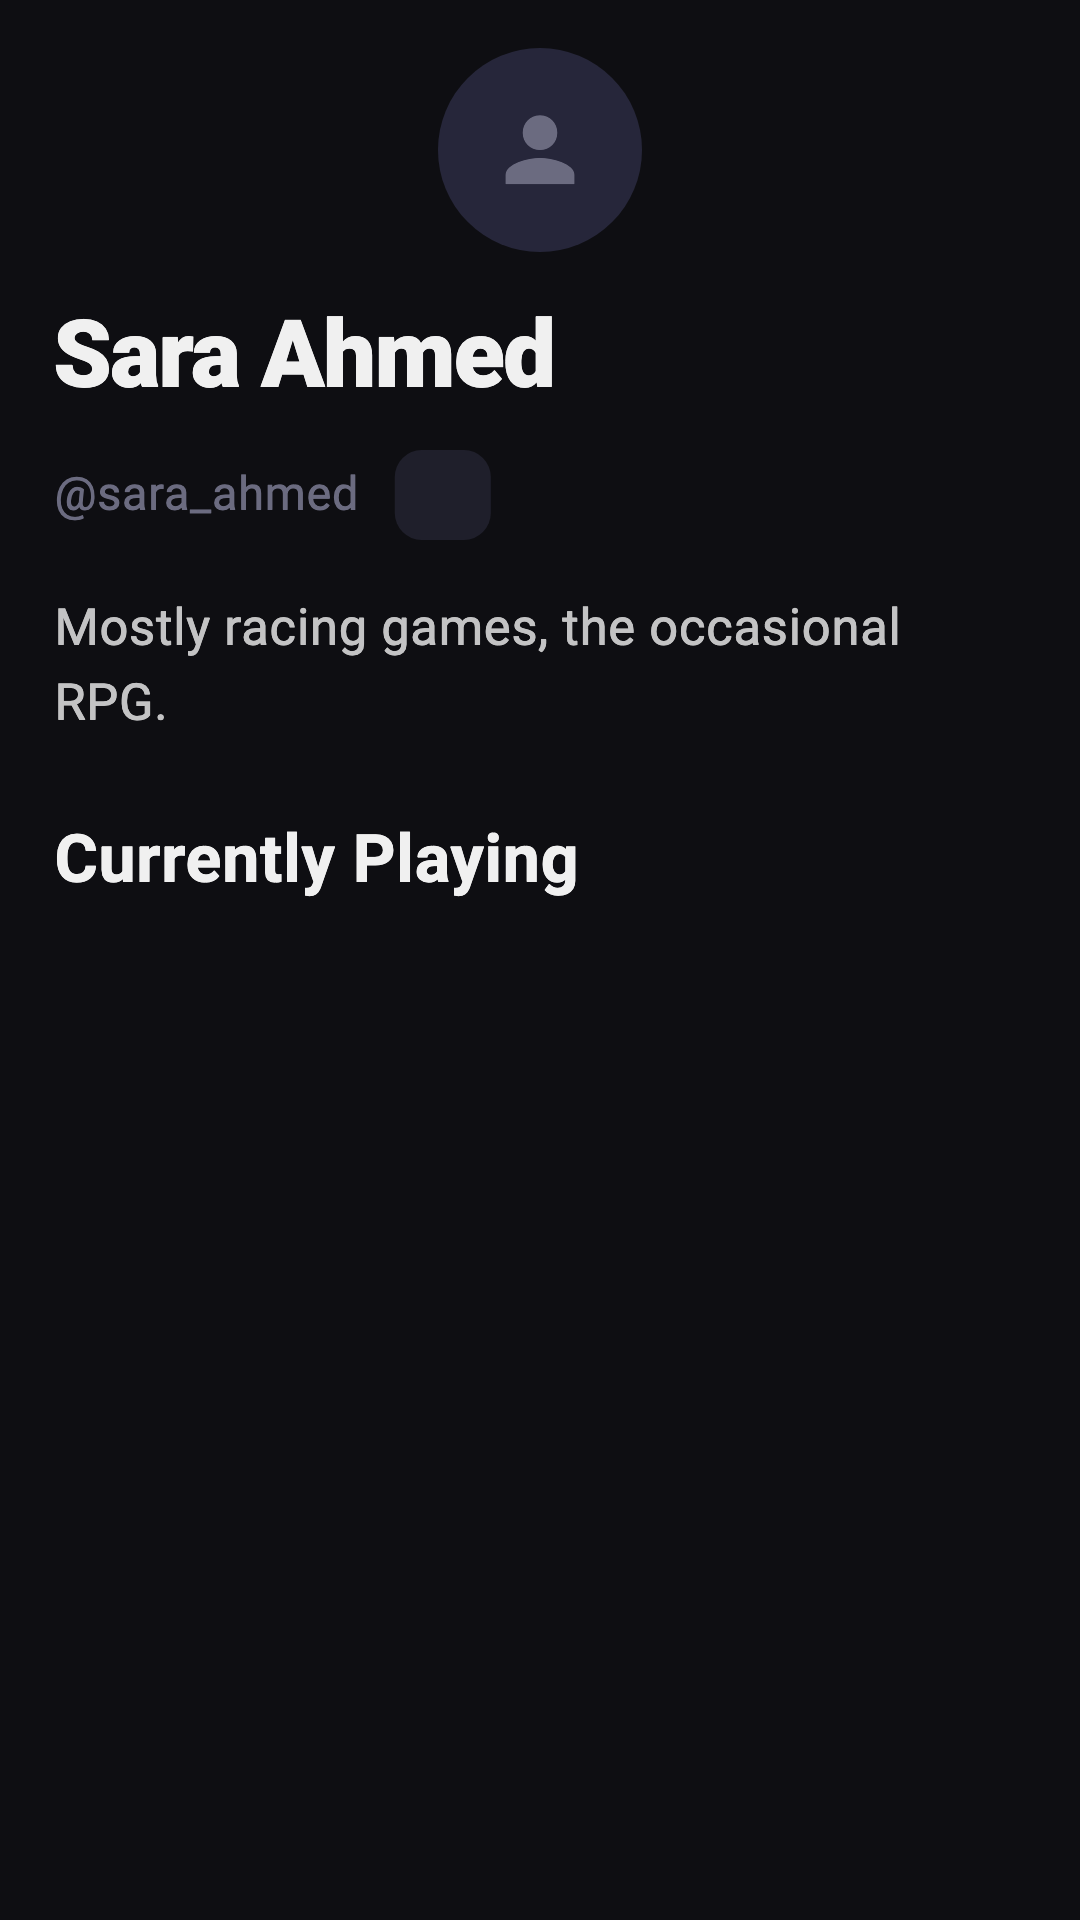 Sara Ahmed
@sara_ahmed
Mostly racing games, the occasional
RPG.
Currently Playing